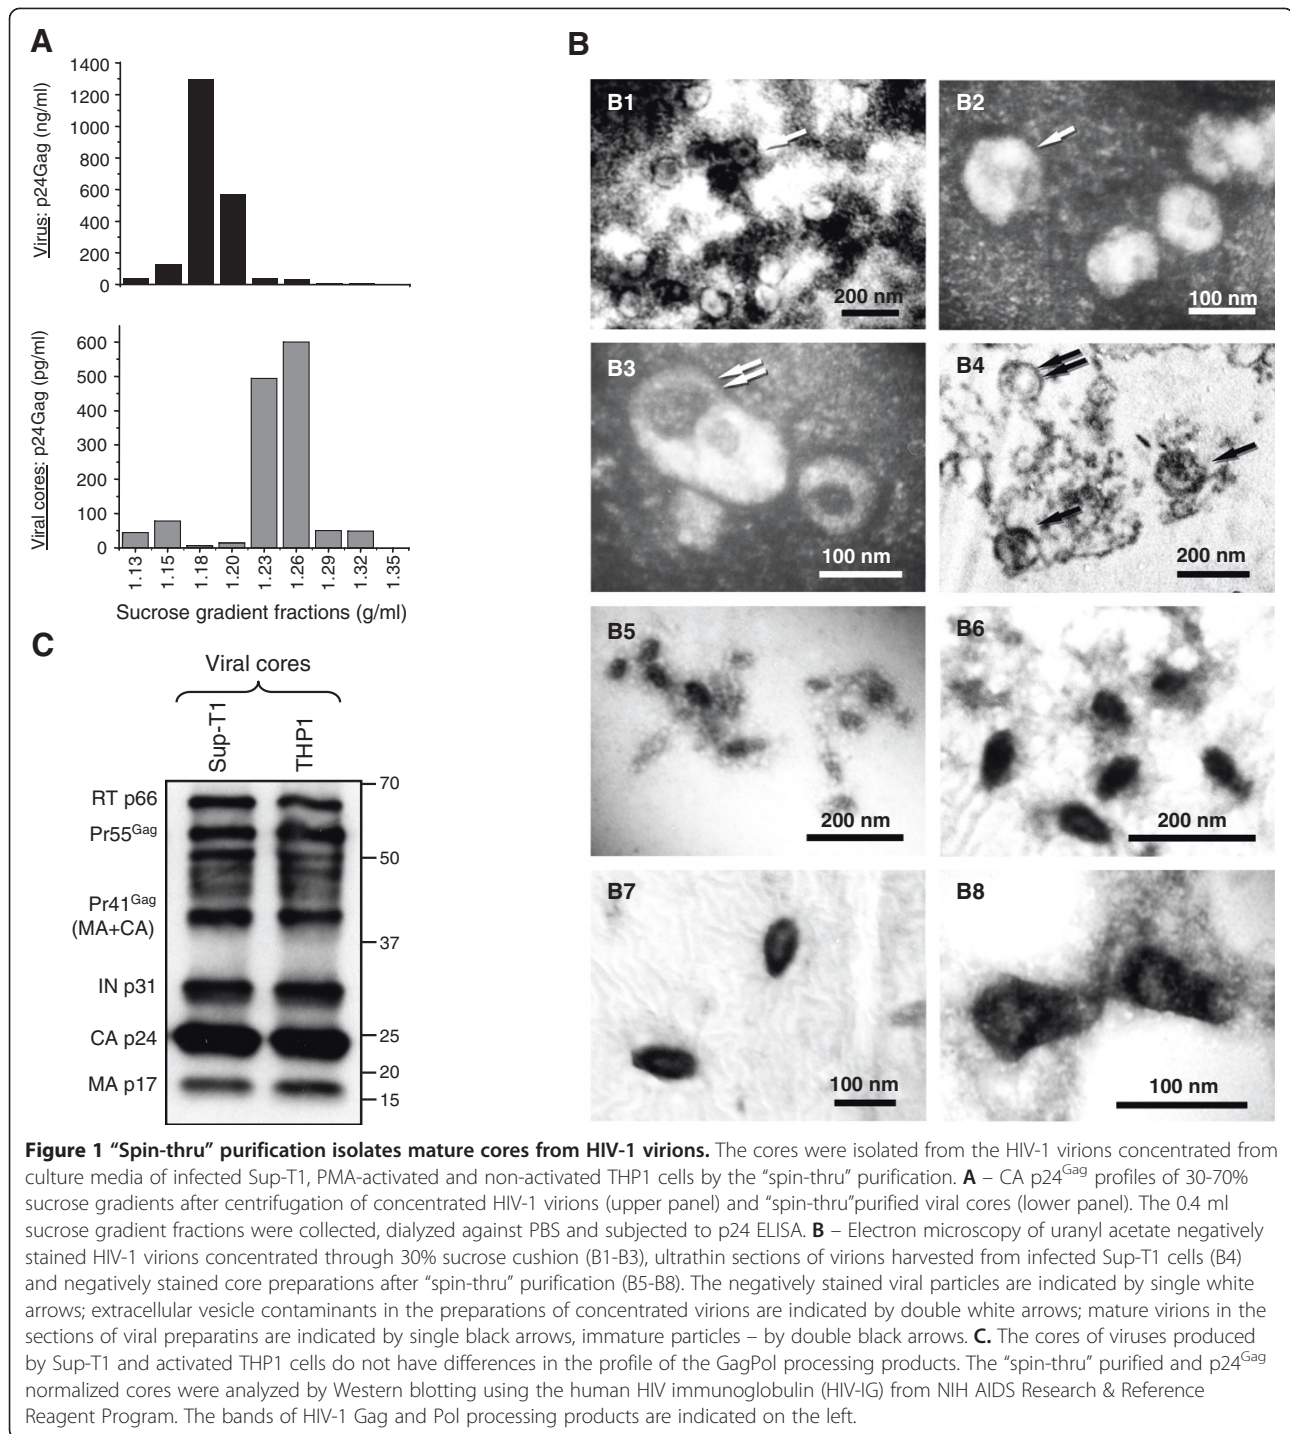 A
1400
1200
1000
800
600
400
200
0
Virus: p24Gag (ng/ml)
600
500
400
300
200
100
0
Viral cores: p24Gag (pg/ml)
1.13
1.15
1.18
1.20
1.23
1.26
1.29
1.32
1.35
Sucrose gradient fractions (g/ml)
B
B1
200 nm
B2
100 nm
B3
100 nm
B4
200 nm
B5
200 nm
B6
200 nm
B7
100 nm
B8
100 nm
C
Viral cores
Sup-T1
THP1
RT p66
Pr55Gag
Pr41Gag
(MA+CA)
IN p31
CA p24
MA p17
70
50
37
25
20
15
Figure 1 “Spin-thru” purification isolates mature cores from HIV-1 virions. The cores were isolated from the HIV-1 virions concentrated from
culture media of infected Sup-T1, PMA-activated and non-activated THP1 cells by the “spin-thru” purification. A – CA p24Gag profiles of 30-70%
sucrose gradients after centrifugation of concentrated HIV-1 virions (upper panel) and “spin-thru”purified viral cores (lower panel). The 0.4 ml
sucrose gradient fractions were collected, dialyzed against PBS and subjected to p24 ELISA. B – Electron microscopy of uranyl acetate negatively
stained HIV-1 virions concentrated through 30% sucrose cushion (B1-B3), ultrathin sections of virions harvested from infected Sup-T1 cells (B4)
and negatively stained core preparations after “spin-thru” purification (B5-B8). The negatively stained viral particles are indicated by single white
arrows; extracellular vesicle contaminants in the preparations of concentrated virions are indicated by double white arrows; mature virions in the
sections of viral preparatins are indicated by single black arrows, immature particles – by double black arrows. C. The cores of viruses produced
by Sup-T1 and activated THP1 cells do not have differences in the profile of the GagPol processing products. The “spin-thru” purified and p24Gag
normalized cores were analyzed by Western blotting using the human HIV immunoglobulin (HIV-IG) from NIH AIDS Research & Reference
Reagent Program. The bands of HIV-1 Gag and Pol processing products are indicated on the left.